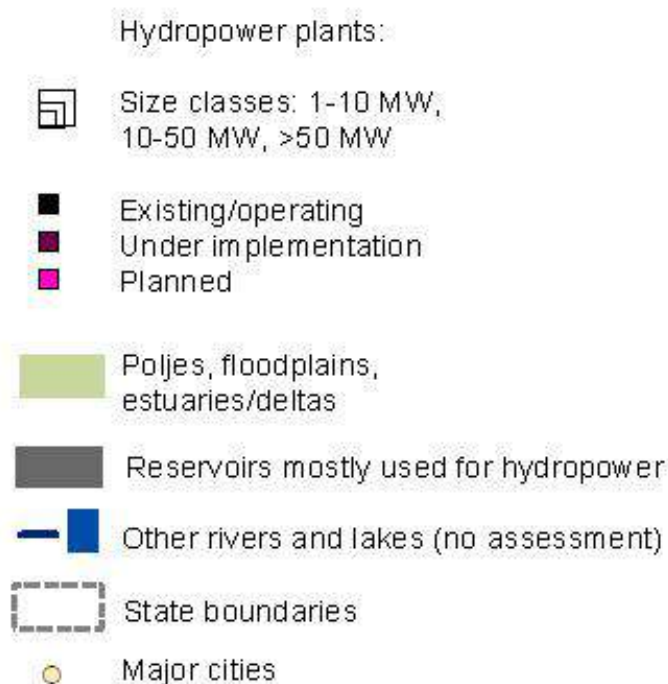 Hydropower plants:
Size classes: 1-10 MW,
10-50 MW, >50 MW
Existing/operating
Under implementation
Planned
Poljes, floodplains,
estuaries/deltas
Reservoirs mostly used for hydropower
Other rivers and lakes (no assessment)
State boundaries
Major cities